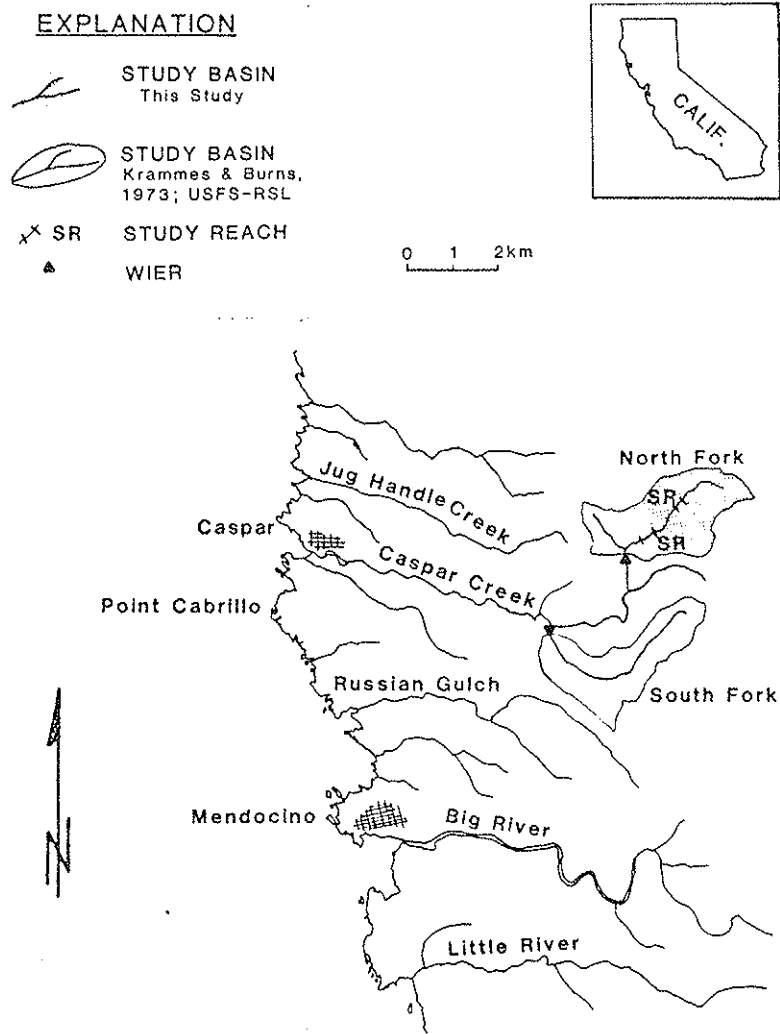 EXPLANATION
STUDY BASIN
This Study
STUDY BASIN
Krammes & Burns,
1973; USFS-RSL
SR STUDY REACH
WIER
CALIF.
0 1 2km
North Fork
SR
SR
Jug Handle Creek
Caspar
Caspar Creek
Point Cabrillo
Russian Gulch
South Fork
Mendocino
Big River
Little River
N